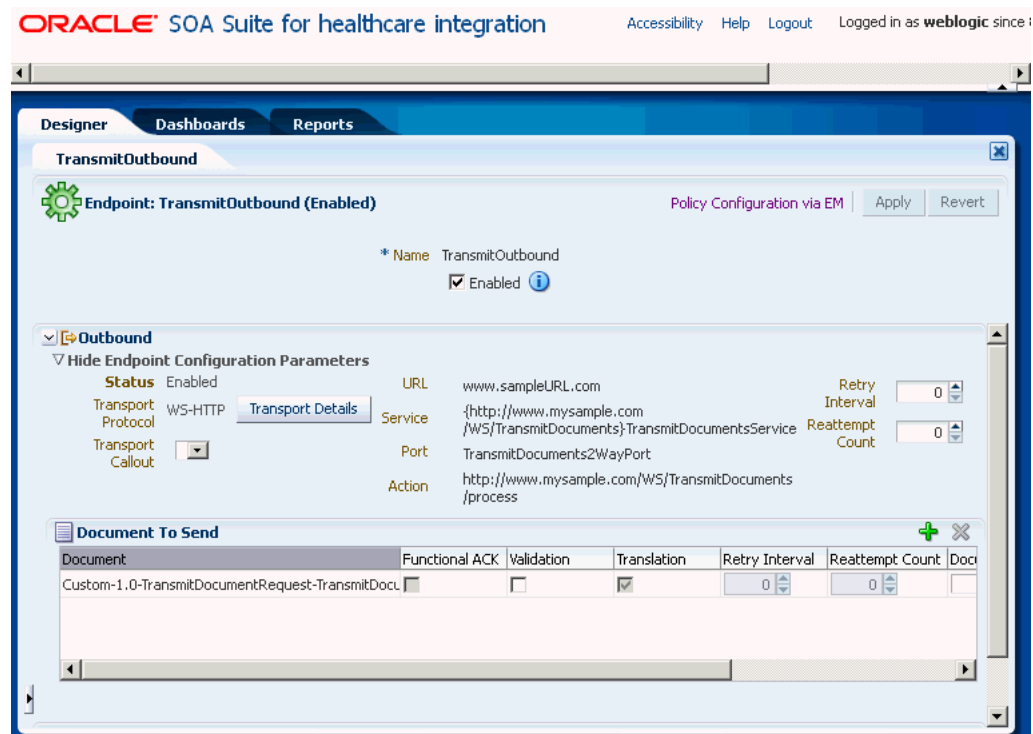 ORACLE SOA Suite for healthcare integration Accessibility Help Logout Logged in as weblogic since
Designer Dashboards Reports
TransmitOutbound
Endpoint: TransmitOutbound (Enabled) Policy Configuration via EM Apply Revert
* Name TransmitOutbound
Enabled
Outbound
Hide Endpoint Configuration Parameters
Status Enabled
Transport Protocol WS-HTTP Transport Details
Transport Callout
URL www.sampleURL.com
Service {http://www.mysample.com
/WS/TransmitDocuments}TransmitDocumentsService
Port TransmitDocuments2WayPort
Action http://www.mysample.com/WS/TransmitDocuments
/process
Retry
Interval 0
Reattempt
Count 0
Document To Send
Document Functional ACK Validation Translation Retry Interval Reattempt Count
Custom-1.0-TransmitDocumentRequest-TransmitDocu 0 0